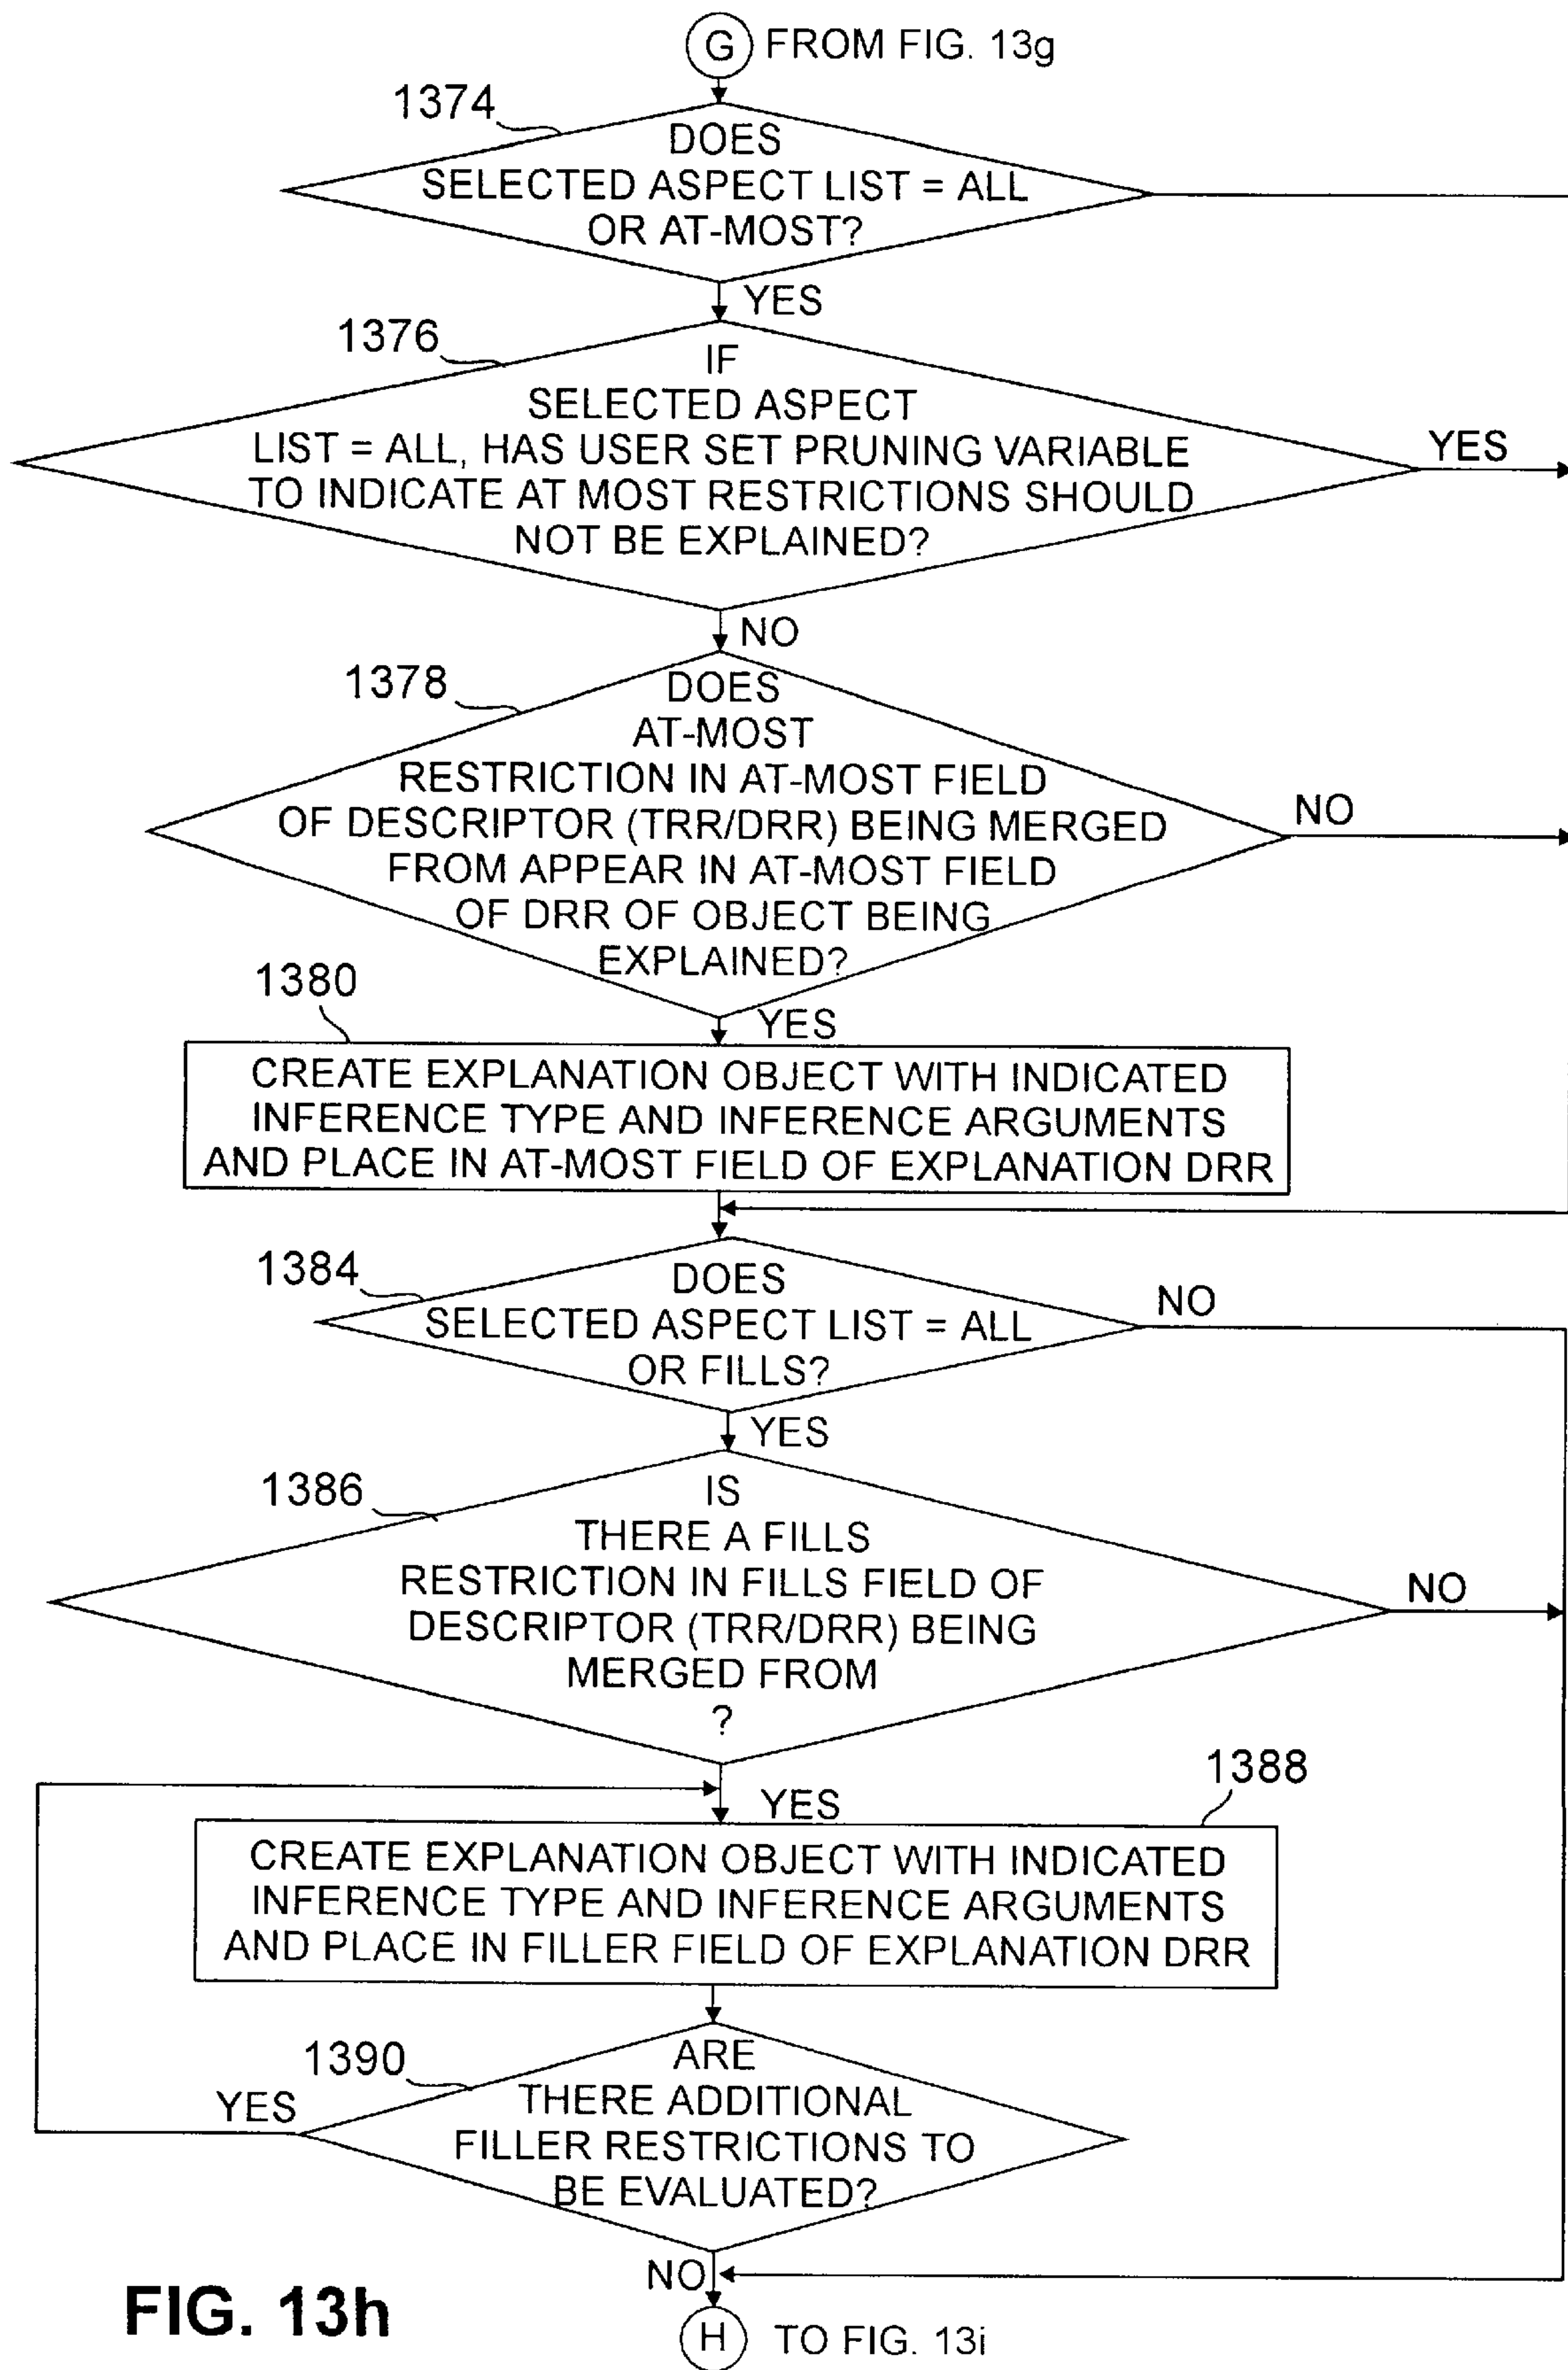 G FROM FIG. 13g
1374
DOES
SELECTED ASPECT LIST = ALL
OR AT-MOST?
YES
1376
IF
SELECTED ASPECT
LIST = ALL, HAS USER SET PRUNING VARIABLE
TO INDICATE AT MOST RESTRICTIONS SHOULD
NOT BE EXPLAINED?
YES
NO
1378
DOES
AT-MOST
RESTRICTION IN AT-MOST FIELD
OF DESCRIPTOR (TRR/DRR) BEING MERGED
FROM APPEAR IN AT-MOST FIELD
OF DRR OF OBJECT BEING
EXPLAINED?
NO
YES
1380
CREATE EXPLANATION OBJECT WITH INDICATED
INFERENCE TYPE AND INFERENCE ARGUMENTS
AND PLACE IN AT-MOST FIELD OF EXPLANATION DRR
1384
DOES
SELECTED ASPECT LIST = ALL
OR FILLS?
NO
YES
1386
IS
THERE A FILLS
RESTRICTION IN FILLS FIELD OF
DESCRIPTOR (TRR/DRR) BEING
MERGED FROM
?
NO
YES
1388
CREATE EXPLANATION OBJECT WITH INDICATED
INFERENCE TYPE AND INFERENCE ARGUMENTS
AND PLACE IN FILLER FIELD OF EXPLANATION DRR
1390
ARE
THERE ADDITIONAL
FILLER RESTRICTIONS TO
BE EVALUATED?
YES
NO
H TO FIG. 13i
FIG. 13h